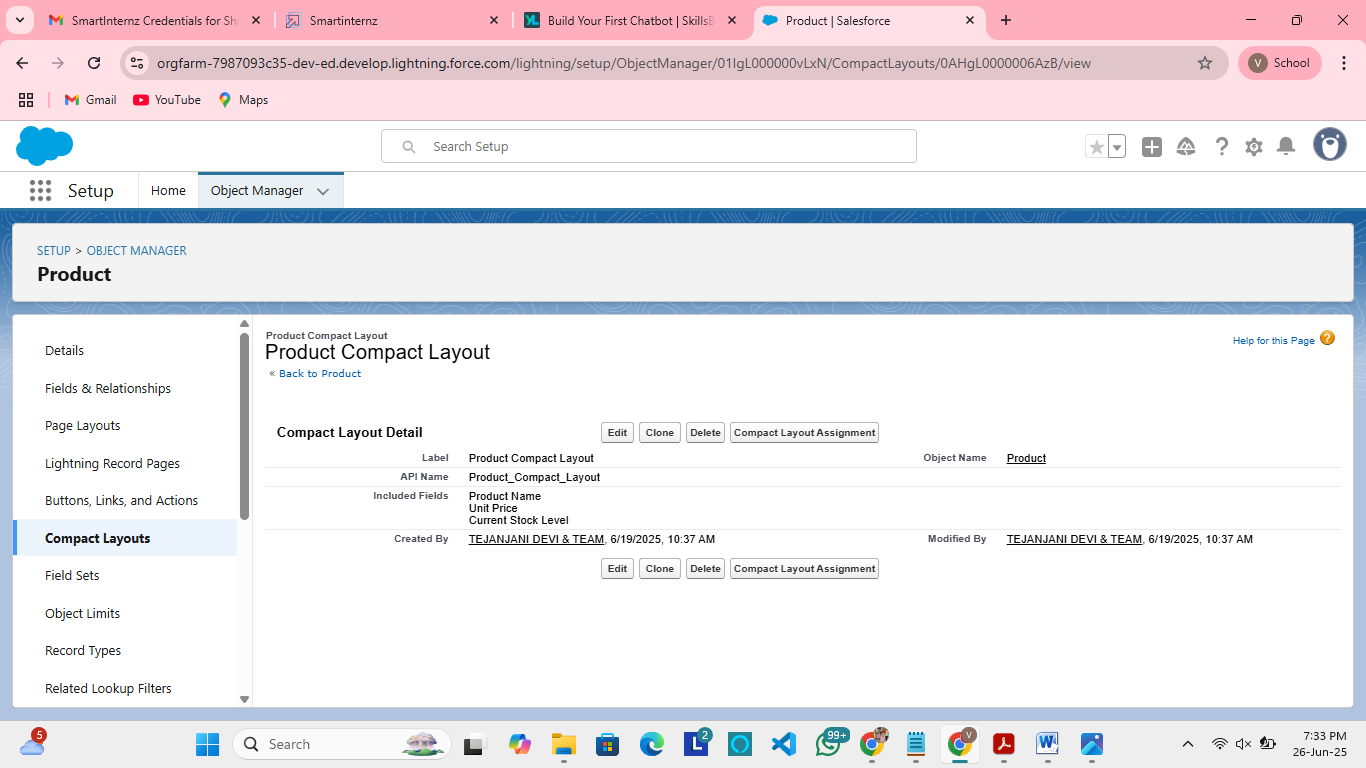 SmartInternz Credentials for Sh
Smartinternz
Build Your First Chatbot | SkillsB
Product | Salesforce
orgfarm-7987093c35-dev-ed.develop.lightning.force.com/lightning/setup/ObjectManager/01IgL000000vLxN/CompactLayouts/0AHgL0000006AzB/view
V School
Gmail YouTube Maps
Search Setup
Setup Home Object Manager
SETUP > OBJECT MANAGER
Product
Details
Fields & Relationships
Page Layouts
Lightning Record Pages
Buttons, Links, and Actions
Compact Layouts
Field Sets
Object Limits
Record Types
Related Lookup Filters
Product Compact Layout
Product Compact Layout
« Back to Product
Help for this Page ?
Compact Layout Detail Edit Clone Delete Compact Layout Assignment
Label Product Compact Layout Object Name Product
API Name Product_Compact_Layout
Included Fields Product Name
Unit Price
Current Stock Level
Created By TEJANJANI DEVI & TEAM, 6/19/2025, 10:37 AM Modified By TEJANJANI DEVI & TEAM, 6/19/2025, 10:37 AM
Edit Clone Delete Compact Layout Assignment
5
Search
2
99+
V
7:33 PM
26-Jun-25